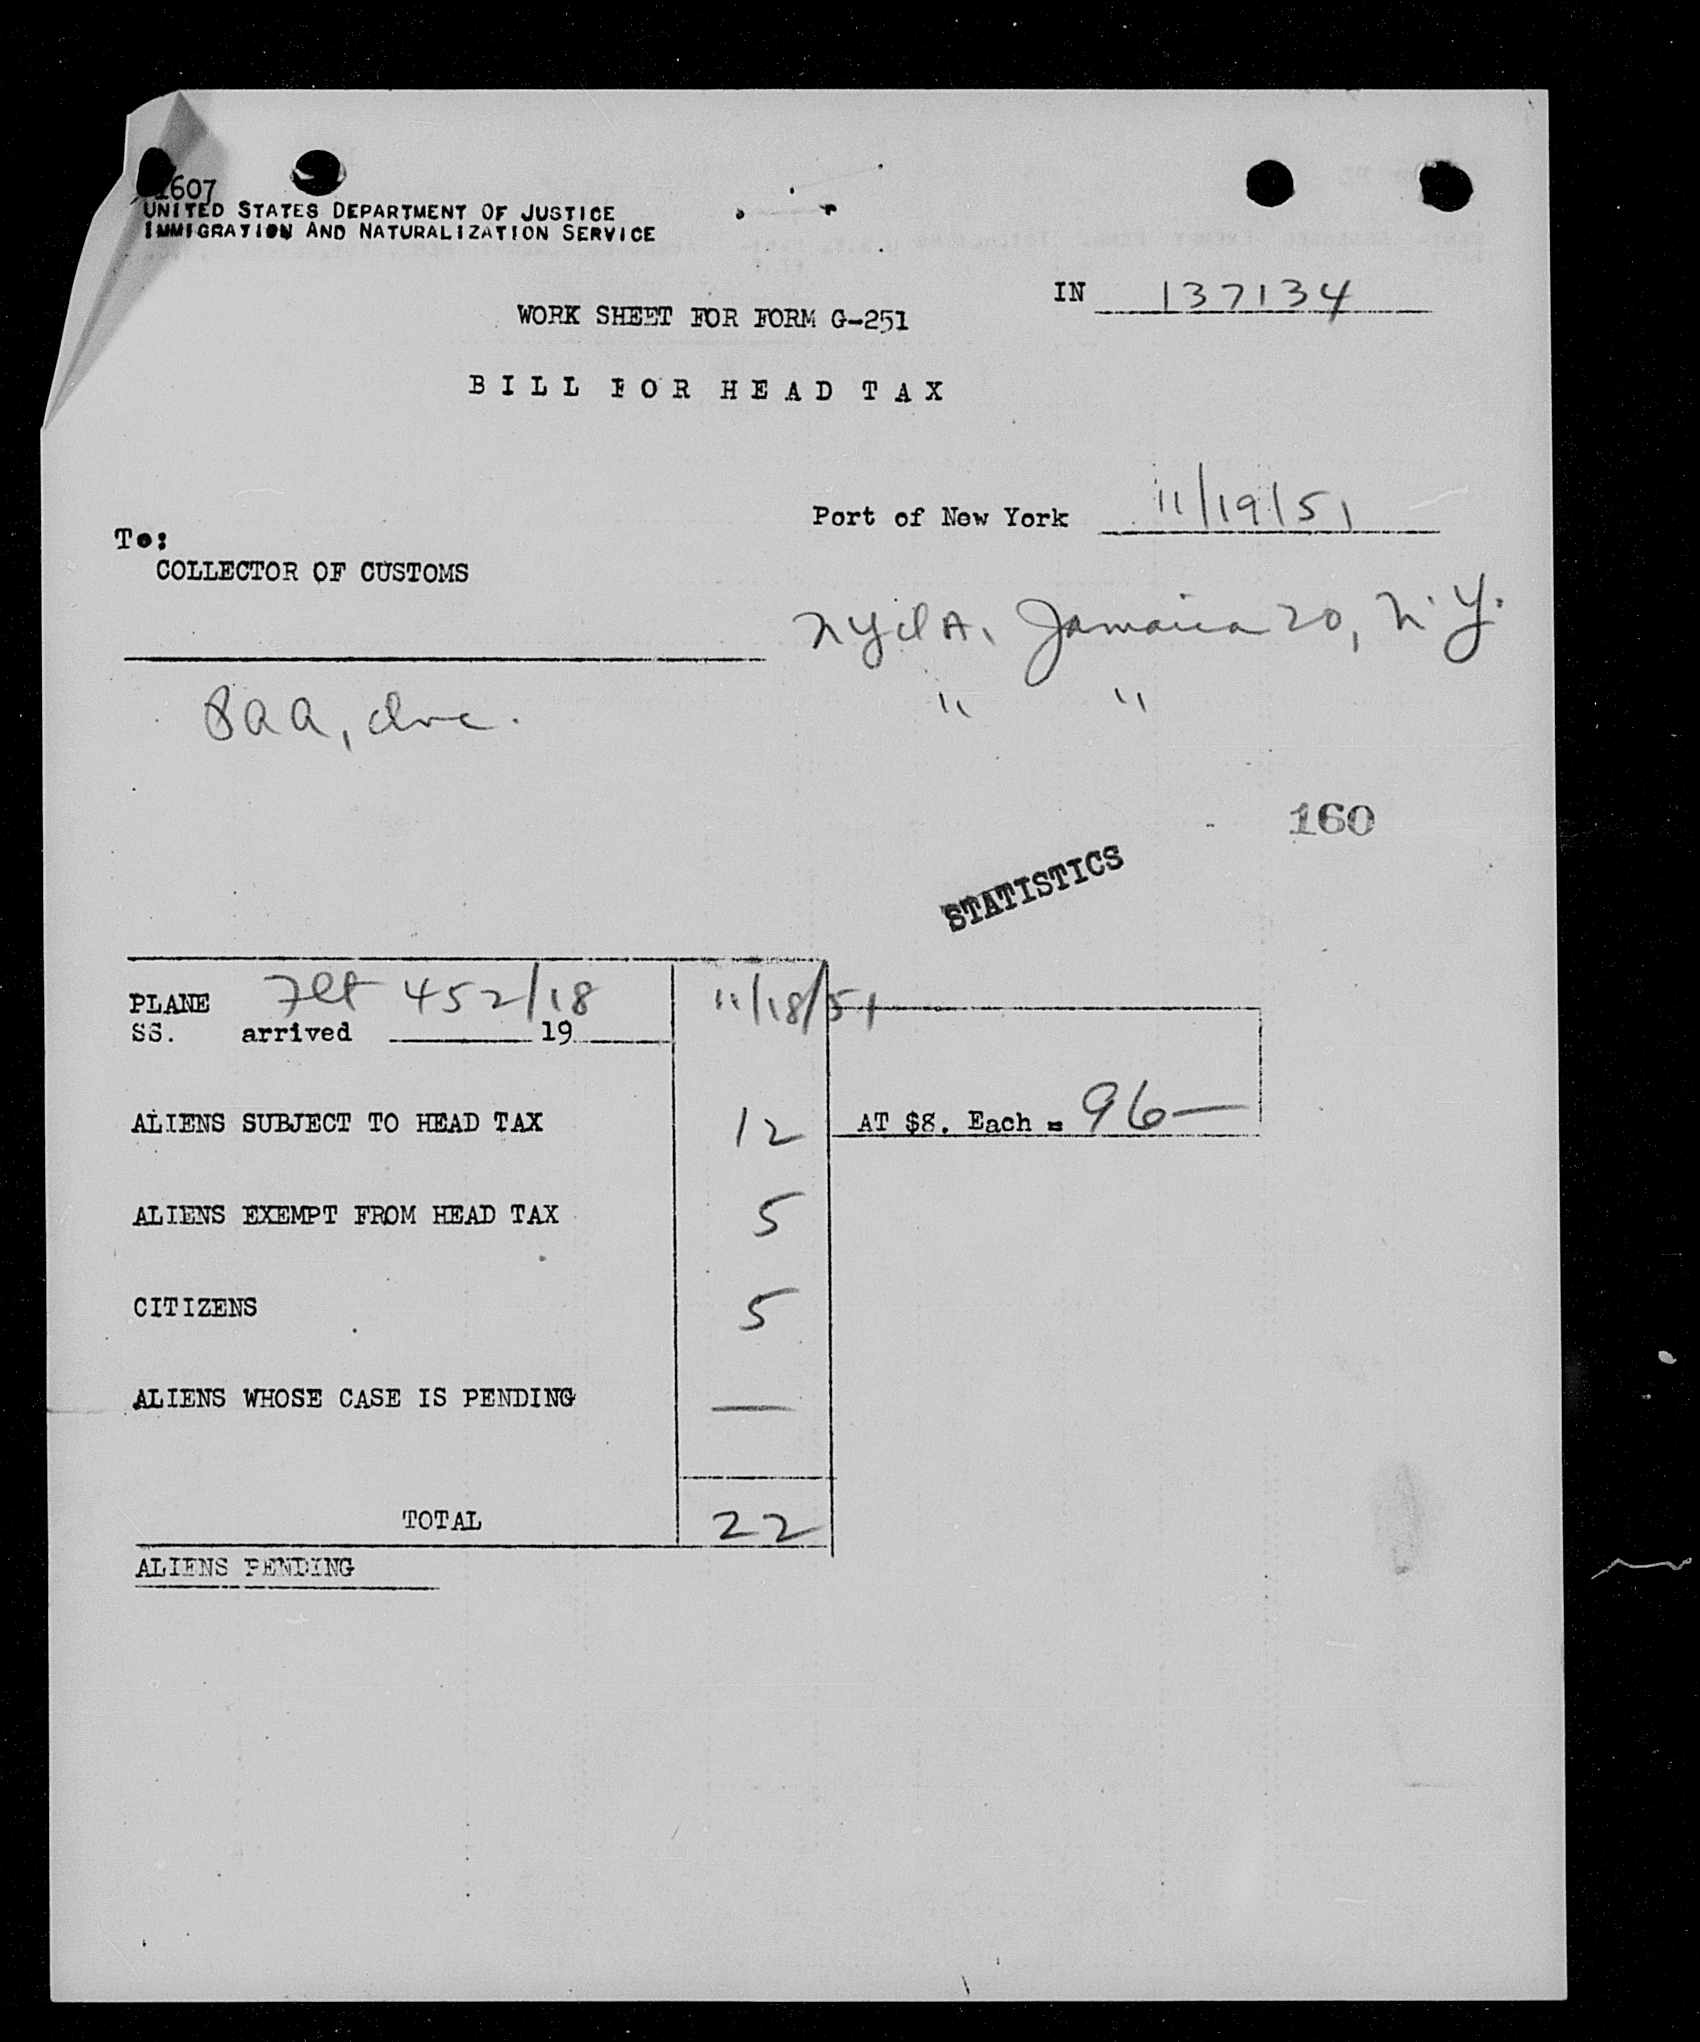 1607
UNITED STATES DEPARTMENT OF JUSTICE
IMMIGRATION AND NATURALIZATION SERVICE
IN 137134
WORK SHEET FOR FORM G-251
BILL FOR HEAD TAX
Port of New York 11/19/51
To:
COLLECTOR OF CUSTOMS
NYIA, Jamaica 20, N.Y.
PAA, Inc. " "
160
STATISTICS
PLANE Flt 452/18 11/18/51
SS. arrived 19
ALIENS SUBJECT TO HEAD TAX 12 AT $8. Each = 96—
ALIENS EXEMPT FROM HEAD TAX 5
CITIZENS 5
ALIENS WHOSE CASE IS PENDING —
TOTAL 22
ALIENS PENDING